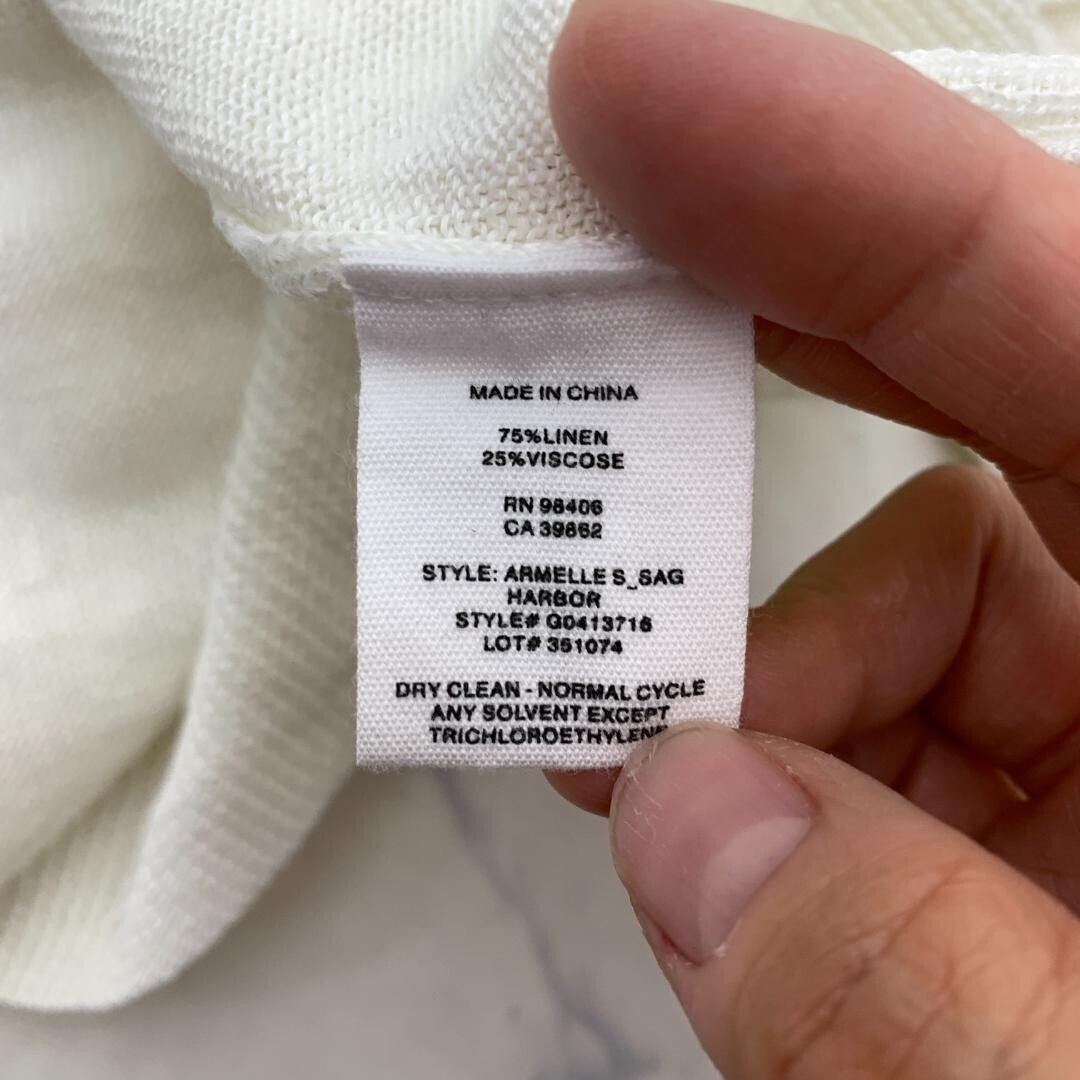 MADE IN CHINA
75%LINEN
25%VISCOSE
RN 98406
CA 39862
STYLE: ARMELLE S_SAG
HARBOR
STYLE# G0413716
LOT# 351074
DRY CLEAN - NORMAL CYCLE
ANY SOLVENT EXCEPT
TRICHLOROETHYLENE